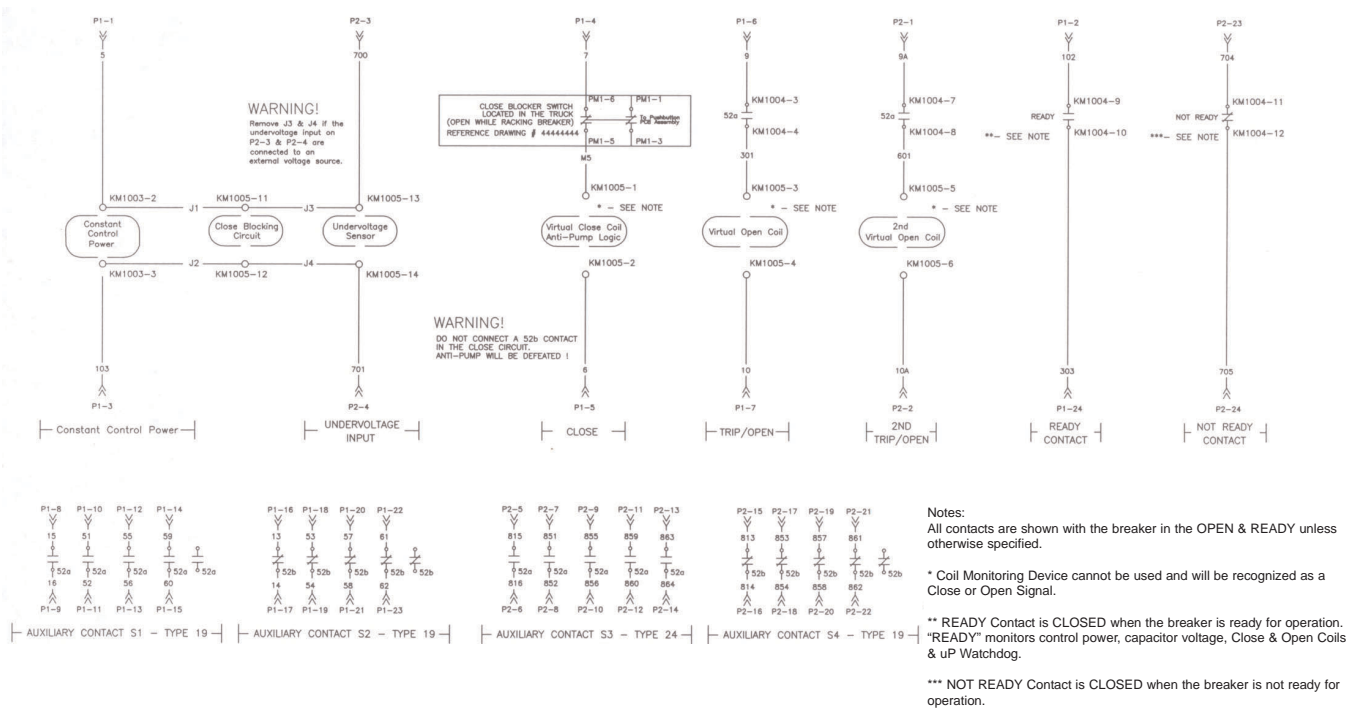 P1-1 P2-3 P1-4 P1-6 P2-1 P1-2 P2-23
5 700 7 9 9A 102 704
WARNING!
Remove J3 & J4 if the
undervoltage input on
P2-3 & P2-4 are
connected to an
external voltage source.
CLOSE BLOCKER SWITCH
LOCATED IN THE TRUCK
(OPEN WHILE RACKING BREAKER)
REFERENCE DRAWING # 44444444
PM1-6 PM1-1
To Pushbutton
PCB Assembly
PM1-5 PM1-3
M5
KM1004-3
52a
KM1004-4
301
KM1004-7
52a
KM1004-8
601
KM1004-9
READY
KM1004-10
**- SEE NOTE
KM1004-11
NOT READY
KM1004-12
***- SEE NOTE
KM1003-2 J1 KM1005-11 J3 KM1005-13
KM1005-1 KM1005-3 KM1005-5
* - SEE NOTE * - SEE NOTE * - SEE NOTE
Constant
Control
Power
Close Blocking
Circuit
Undervoltage
Sensor
Virtual Close Coil
Anti-Pump Logic
Virtual Open Coil
2nd
Virtual Open Coil
KM1003-3 J2 KM1005-12 J4 KM1005-14
KM1005-2 KM1005-4 KM1005-6
WARNING!
DO NOT CONNECT A 52b CONTACT
IN THE CLOSE CIRCUIT.
ANTI-PUMP WILL BE DEFEATED !
103 701 6 10 10A 303 705
P1-3 P2-4 P1-5 P1-7 P2-2 P1-24 P2-24
Constant Control Power
UNDERVOLTAGE
INPUT
CLOSE
TRIP/OPEN
2ND
TRIP/OPEN
READY
CONTACT
NOT READY
CONTACT
P1-8 P1-10 P1-12 P1-14
15 51 55 59
52a 52a 52a 52a 52a
16 52 56 60
P1-9 P1-11 P1-13 P1-15
AUXILIARY CONTACT S1 - TYPE 19
P1-16 P1-18 P1-20 P1-22
13 53 57 61
52b 52b 52b 52b 52b
14 54 58 62
P1-17 P1-19 P1-21 P1-23
AUXILIARY CONTACT S2 - TYPE 19
P2-5 P2-7 P2-9 P2-11 P2-13
815 851 855 859 863
52a 52a 52a 52a 52a
816 852 856 860 864
P2-6 P2-8 P2-10 P2-12 P2-14
AUXILIARY CONTACT S3 - TYPE 24
P2-15 P2-17 P2-19 P2-21
813 853 857 861
52b 52b 52b 52b 52b
814 854 858 862
P2-16 P2-18 P2-20 P2-22
AUXILIARY CONTACT S4 - TYPE 19
Notes:
All contacts are shown with the breaker in the OPEN & READY unless
otherwise specified.
* Coil Monitoring Device cannot be used and will be recognized as a
Close or Open Signal.
** READY Contact is CLOSED when the breaker is ready for operation.
“READY” monitors control power, capacitor voltage, Close & Open Coils
& uP Watchdog.
*** NOT READY Contact is CLOSED when the breaker is not ready for
operation.